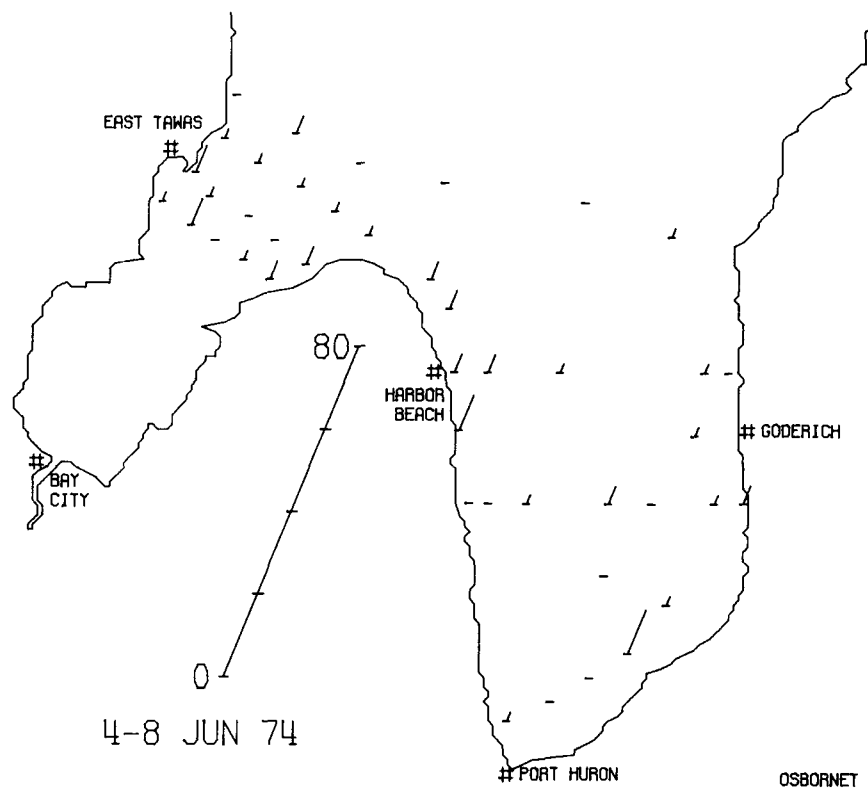 EAST TAWAS
#
80
#
HARBOR
BEACH
# GODERICH
#
BAY
CITY
0
4-8 JUN 74
# PORT HURON
OSBORNET